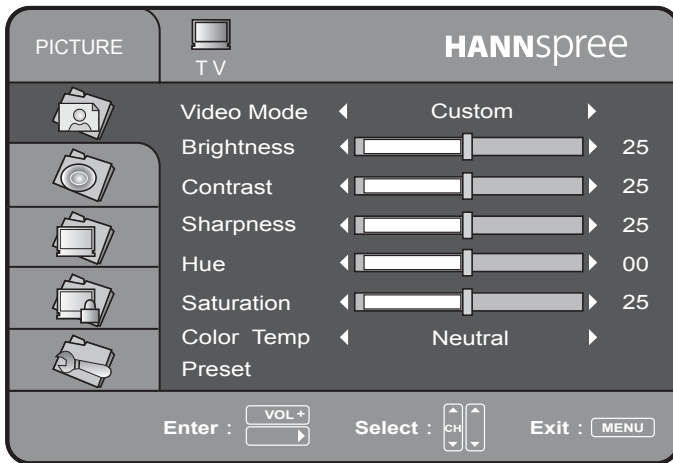 PICTURE
TV
HANNspree
Video Mode Custom
Brightness 25
Contrast 25
Sharpness 25
Hue 00
Saturation 25
Color Temp Neutral
Preset
Enter : VOL+ Select : CH Exit : MENU